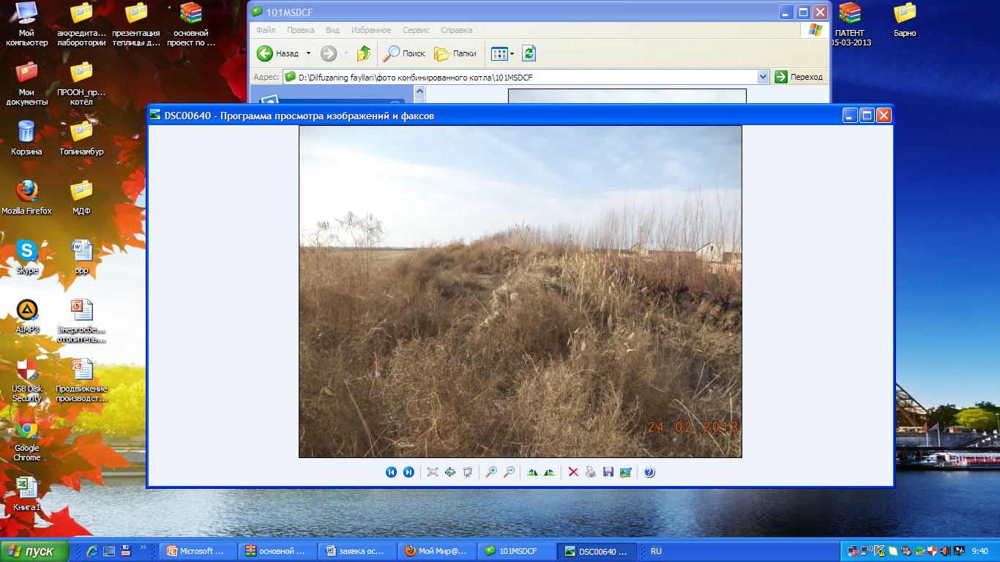 Мой
компьютер
аккредита...
лаборотории
презентация
теплицы д...
основной
проект по ...
Мои
документы
ПРООН_пр...
котёл
Корзина
Топинамбур
Mozilla Firefox
МДФ
Skype
ppp
AIMP3
Энергосбе...
отопитель...
USB Disk
Security
Продвижение
производст...
Google
Chrome
Книга1
101MSDCF
Файл Правка Вид Избранное Сервис Справка
Назад Поиск Папки
Адрес: D:\Dilfuzaning fayllari\фото комбинированного котла\101MSDCF Переход
ПАТЕНТ
05-03-2013
Барно
DSC00640 - Программа просмотра изображений и факсов
24 02 2013
пуск Microsoft ... основной ... заявка ос... Мой Мир@... 101MSDCF DSC00640 ... RU 9:40